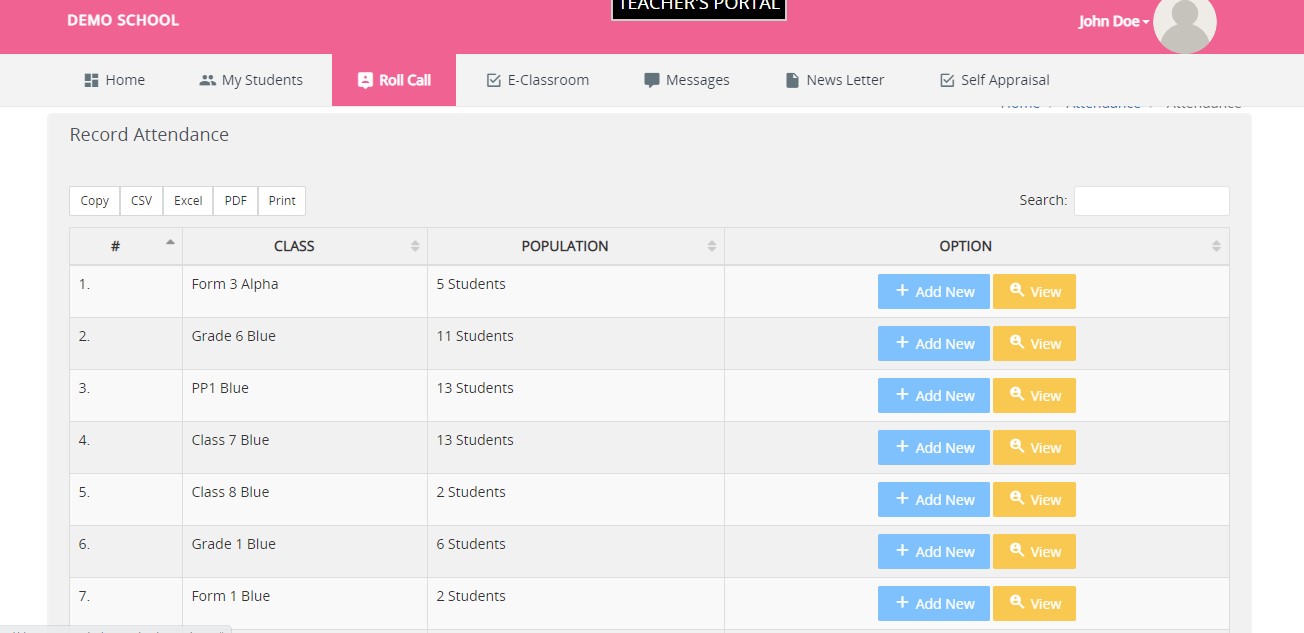 TEACHER'S PORTAL
DEMO SCHOOL
John Doe
Home
My Students
Roll Call
E-Classroom
Messages
News Letter
Self Appraisal
Home Attendance Attendance
Record Attendance
Copy CSV Excel PDF Print
Search:
# CLASS POPULATION OPTION
1. Form 3 Alpha 5 Students + Add New View
2. Grade 6 Blue 11 Students + Add New View
3. PP1 Blue 13 Students + Add New View
4. Class 7 Blue 13 Students + Add New View
5. Class 8 Blue 2 Students + Add New View
6. Grade 1 Blue 6 Students + Add New View
7. Form 1 Blue 2 Students + Add New View